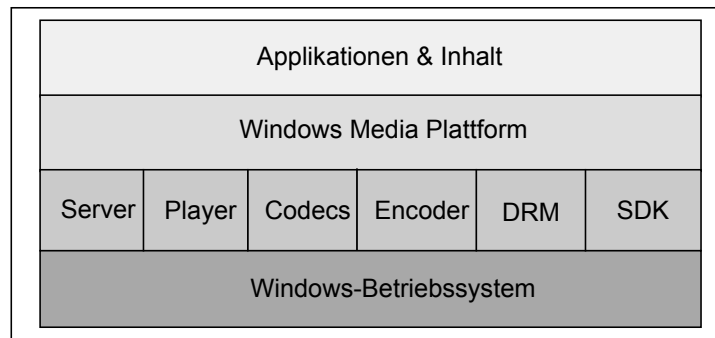 Applikationen & Inhalt
Windows Media Plattform
Server Player Codecs Encoder DRM SDK
Windows-Betriebssystem